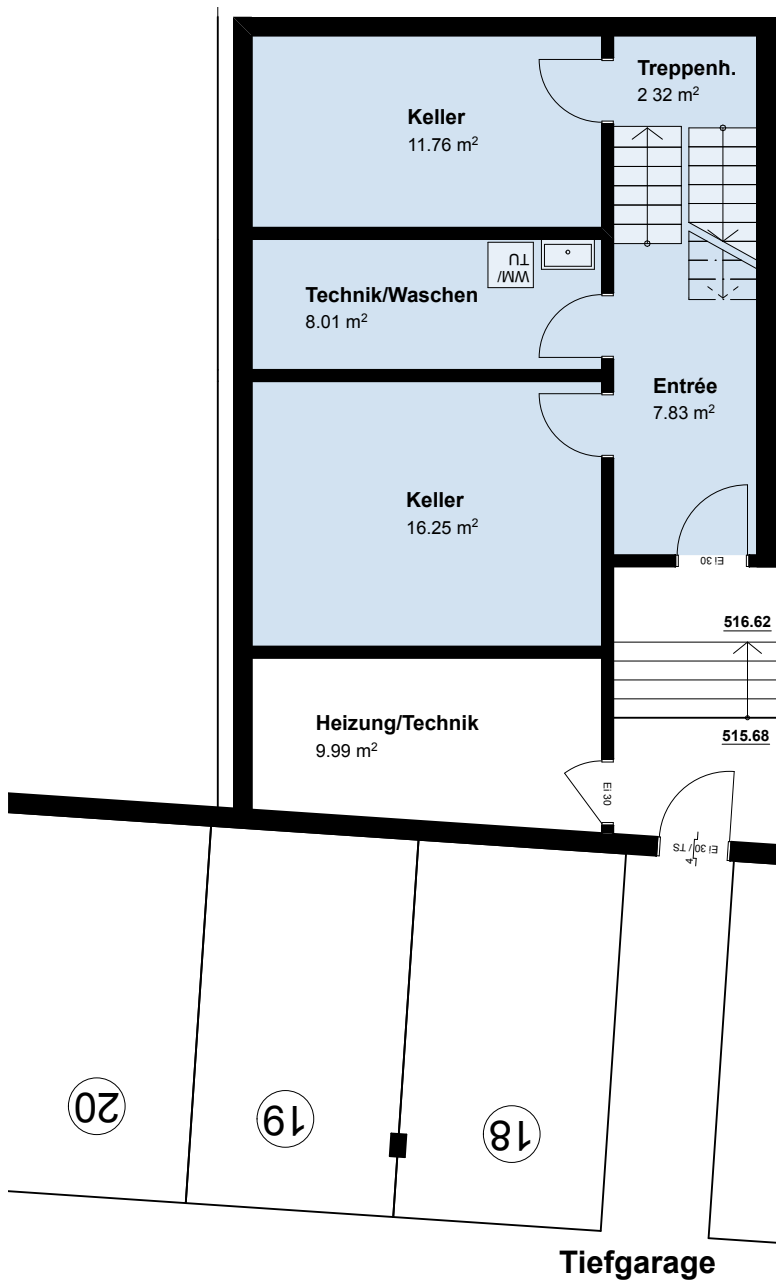 Treppenh.
2 32 m²
Keller
11.76 m²
WM/
TU
Technik/Waschen
8.01 m²
Entrée
7.83 m²
Keller
16.25 m²
Ei 30
516.62
Heizung/Technik
9.99 m²
515.68
Ei 30
Ei 30 / TS
4
20
19
18
Tiefgarage